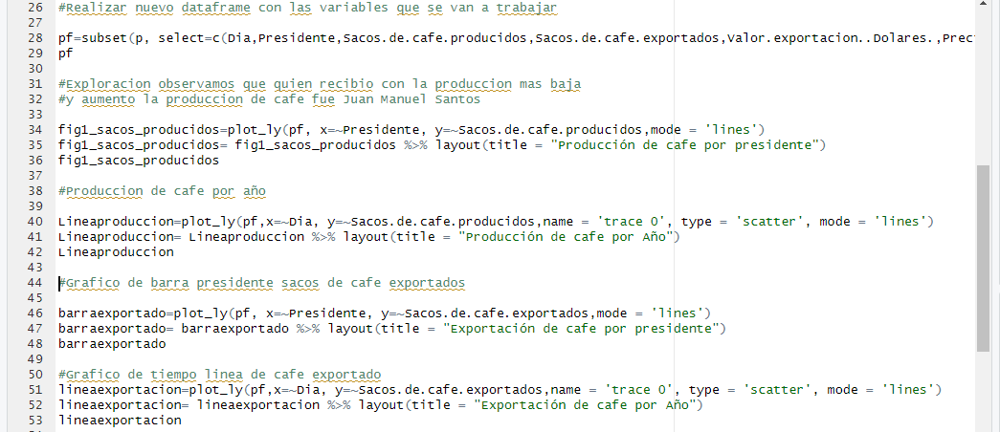 26 #Realizar nuevo dataframe con las variables que se van a trabajar
27
28 pf=subset(p, select=c(Dia,Presidente,Sacos.de.cafe.producidos,Sacos.de.cafe.exportados,Valor.exportacion..Dolares.,Prec
29 pf
30
31 #Exploracion observamos que quien recibio con la produccion mas baja
32 #y aumento la produccion de cafe fue Juan Manuel Santos
33
34 fig1_sacos_producidos=plot_ly(pf, x=~Presidente, y=~Sacos.de.cafe.producidos,mode = 'lines')
35 fig1_sacos_producidos= fig1_sacos_producidos %>% layout(title = "Producción de cafe por presidente")
36 fig1_sacos_producidos
37
38 #Produccion de cafe por año
39
40 Lineaproduccion=plot_ly(pf,x=~Dia, y=~Sacos.de.cafe.producidos,name = 'trace 0', type = 'scatter', mode = 'lines')
41 Lineaproduccion= Lineaproduccion %>% layout(title = "Producción de cafe por Año")
42 Lineaproduccion
43
44 #Grafico de barra presidente sacos de cafe exportados
45
46 barraexportado=plot_ly(pf, x=~Presidente, y=~Sacos.de.cafe.exportados,mode = 'lines')
47 barraexportado= barraexportado %>% layout(title = "Exportación de cafe por presidente")
48 barraexportado
49
50 #Grafico de tiempo linea de cafe exportado
51 lineaexportacion=plot_ly(pf,x=~Dia, y=~Sacos.de.cafe.exportados,name = 'trace 0', type = 'scatter', mode = 'lines')
52 lineaexportacion= lineaexportacion %>% layout(title = "Exportación de cafe por Año")
53 lineaexportacion